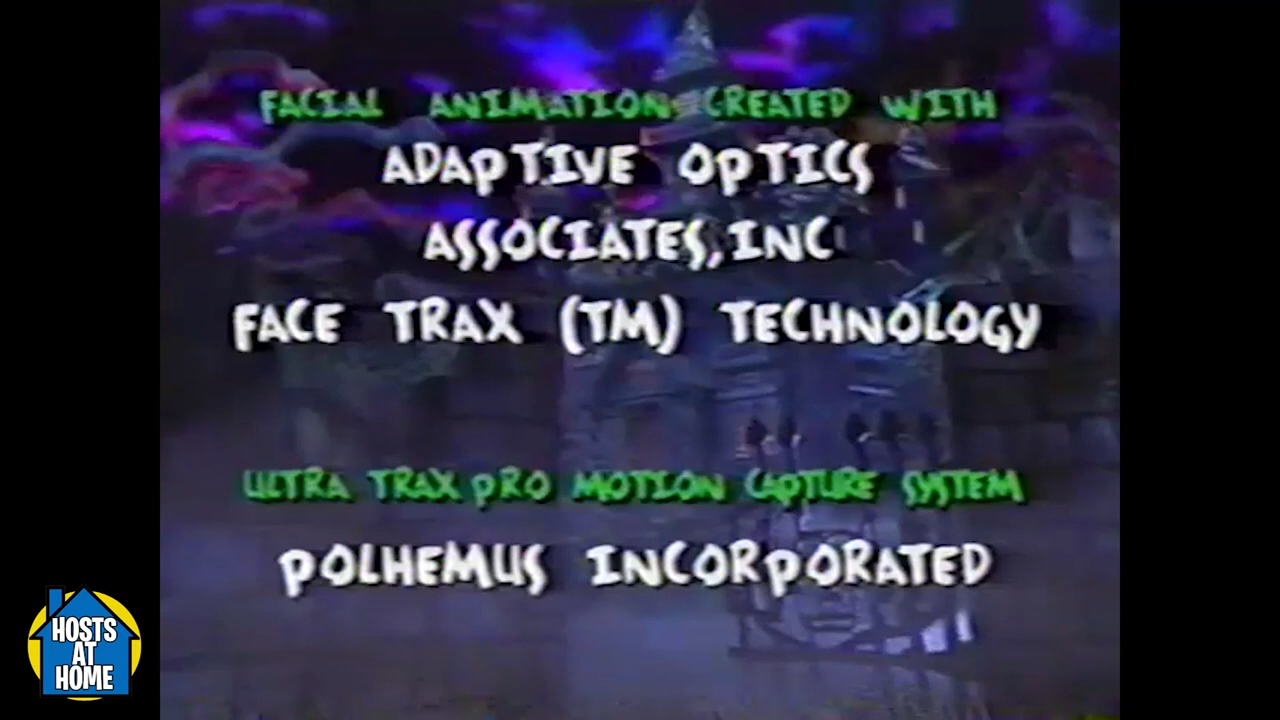 FACIAL ANIMATION CREATED WITH
ADAPTIVE OPTICS
ASSOCIATES, INC
FACE TRAX (TM) TECHNOLOGY
ULTRA TRAX PRO MOTION CAPTURE SYSTEM
POLHEMUS INCORPORATED
HOSTS
AT
HOME